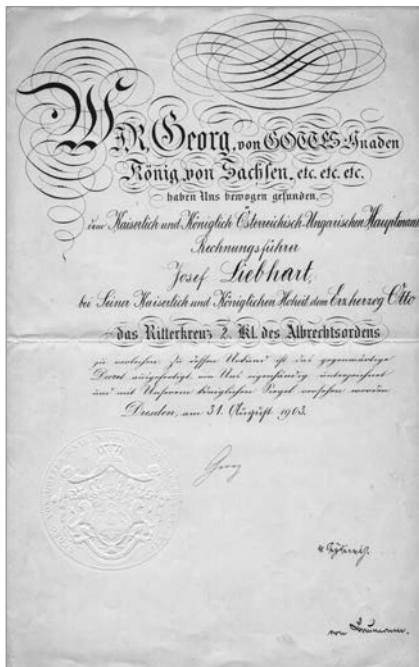 WIR, Georg, von GOTTES Gnaden
König von Sachsen, etc. etc. etc.
haben Uns bewogen gefunden,
dem Kaiserlich und Königlich Österreichisch-Ungarischen Hauptmann
Rechnungsführer
Josef Liebhart,
bei Seiner Kaiserlich und Königlichen Hoheit dem Erzherzog Otto
das Ritterkreuz 2. Kl. des Albrechtsordens
zu verleihen. Zu dessen Urkund ist das gegenwärtige
Decret ausgefertigt, von Uns eigenhändig unterzeichnet
und mit Unserem Königlichen Siegel versehen worden
Dresden, am 31. August 1903.
Georg